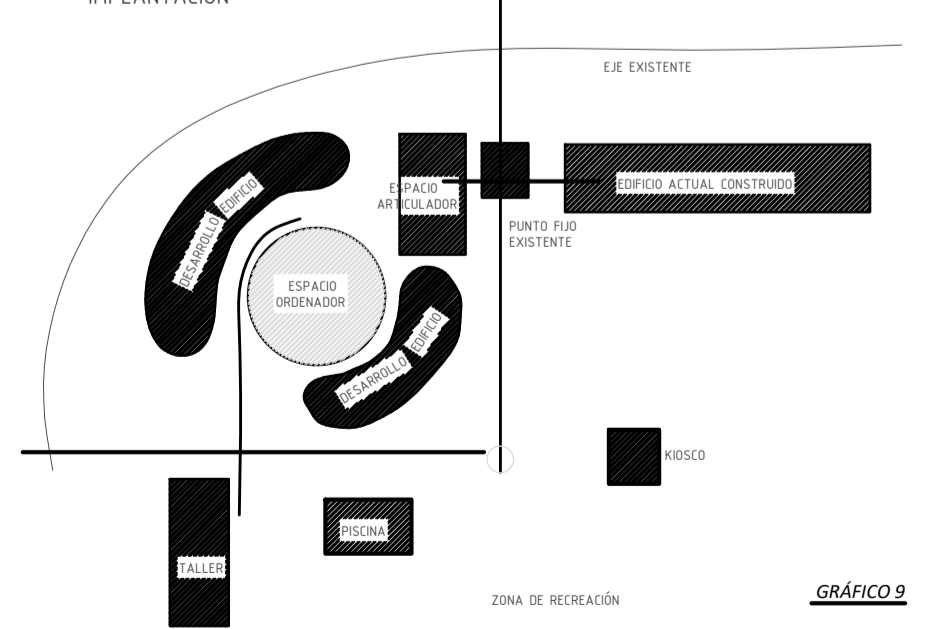 IMPLANTACIÓN
EJE EXISTENTE
ESPACIO
ARTICULADOR
EDIFICIO ACTUAL CONSTRUIDO
PUNTO FIJO
EXISTENTE
DESARROLLO EDIFICIO
ESPACIO
ORDENADOR
DESARROLLO EDIFICIO
KIOSCO
PISCINA
TALLER
ZONA DE RECREACIÓN
GRÁFICO 9